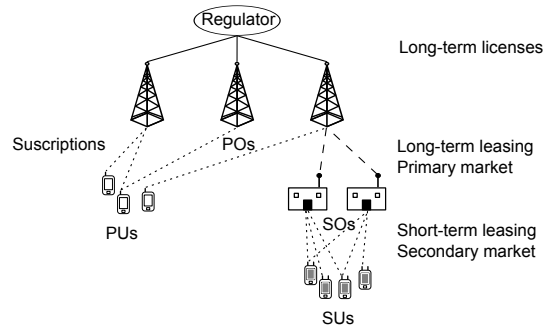 Regulator
Long-term licenses
Suscriptions
POs
Long-term leasing
Primary market
PUs
SOs
Short-term leasing
Secondary market
SUs